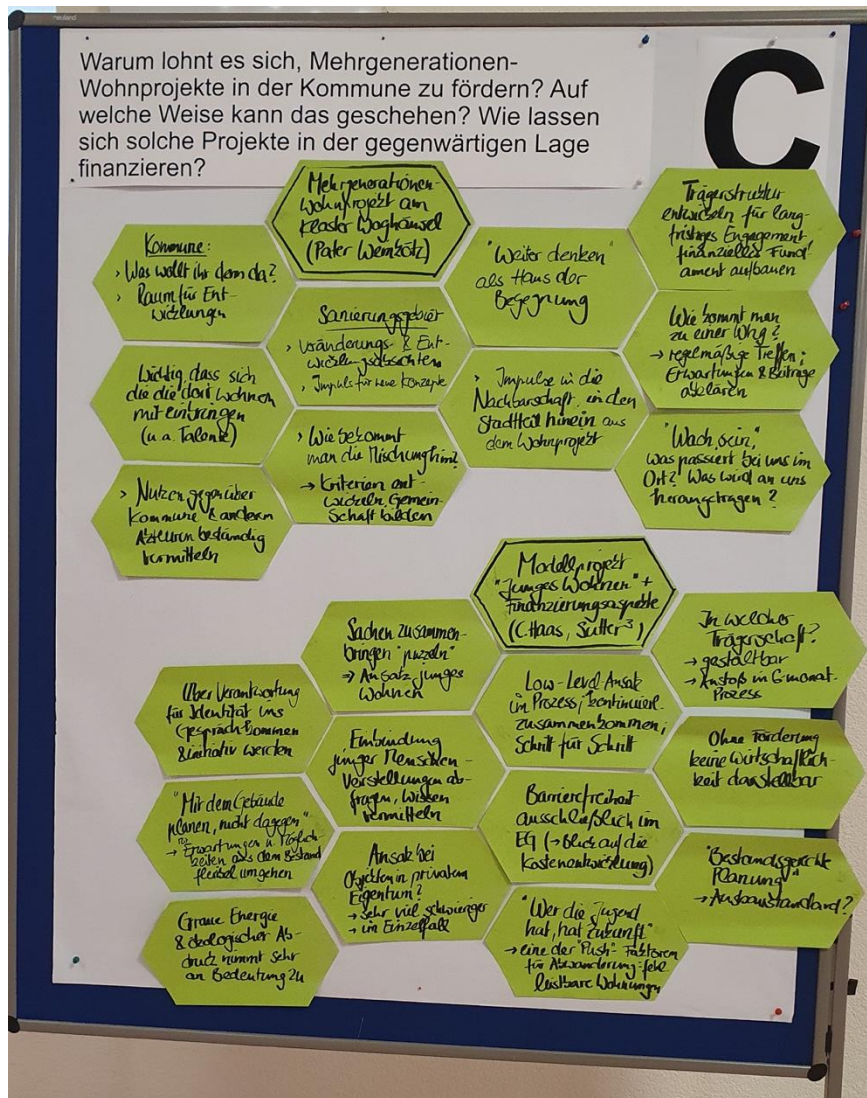 neuland
Warum lohnt es sich, Mehrgenerationen-
Wohnprojekte in der Kommune zu fördern? Auf
welche Weise kann das geschehen? Wie lassen
sich solche Projekte in der gegenwärtigen Lage
finanzieren?
C
Mehrgenerationen-
Wohnprojekt am
Kloster Waghäusel
(Pater
Kommune:
› Was wollt ihr denn da?
› Raum für Ent-
wicklungen
Sanierungsgebiet
› Veränderungs- & Ent-
wicklungsabsichten
› Impuls für neue Konzepte
"Weiter denken"
als Haus der
Begegnung
Trägerstruktur
entwickeln für lang-
fristiges Engagement
finanzielles Fund-
ament aufbauen
Wichtig, dass sich
die die dort wohnen
mit einbringen
(u.a. Talente)
› Wie bekommt
man die Mischung hin?
→ Kriterien ent-
wickeln Gemein-
schaft bilden
› Impulse in die
Nachbarschaft, in den
Stadtteil hinein aus
dem Wohnprojekt
Wie kommt man
zu einer Whg?
→ regelmäßige Treffen;
Erwartungen & Beiträge
abklären
› Nutzen gegenüber
Kommune & anderen
Akteuren beständig
vermitteln
"Wach sein,"
was passiert bei uns im
Ort? Was wird an uns
herangetragen?
Modellprojekt
"Junges Wohnen" +
Finanzierungsaspekte
(C. Haas, Sutter³)
Sachen zusammen-
bringen "puzzeln"
→ Ansatz junges
Wohnen
In welcher
Trägerschaft?
→ gestaltbar
→ Anstoß in 6-monat.
Prozess
Über Verantwortung
für Identität ins
Gespräch kommen
& initiativ werden
Low-Level-Ansatz
im Prozess; kontinuierl.
zusammenkommen;
Schritt für Schritt
Einbindung
junger Menschen -
Vorstellungen ab-
fragen, Wissen
vermitteln
Ohne Förderung
keine Wirtschaftlich-
keit darstellbar
"Mit dem Gebäude
planen, nicht dagegen"
→ Erwartungen u. Möglich-
keiten aus dem Bestand
flexibel umgehen
Barrierefreiheit
ausschließlich im
EG (→ Blick auf die
Kostenentwicklung)
Ansatz bei
Objekten in privatem
Eigentum?
→ sehr viel schwieriger
→ im Einzelfall
"Bestandsgerechte
Planung"
→ Ausbaustandard?
Graue Energie
& ökologischer Ab-
druck nimmt sehr
an Bedeutung zu
"Wer die Jugend
hat, hat Zukunft"
→ eine der "Push"-Faktoren
für Abwanderung: fehl.
leistbare Wohnungen